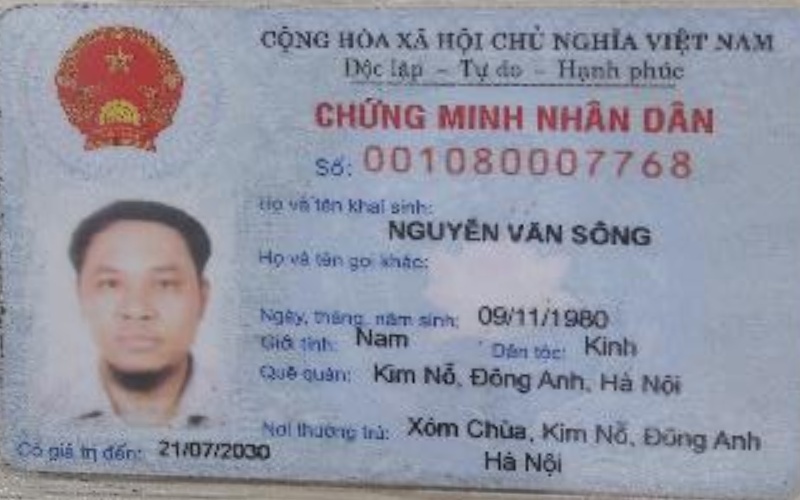 CỘNG HÒA XÃ HỘI CHỦ NGHĨA VIỆT NAM
Độc lập - Tự do - Hạnh phúc
CHỨNG MINH NHÂN DÂN
Số: 001080007768
Họ và tên khai sinh:
NGUYỄN VĂN SÔNG
Họ và tên gọi khác:
Ngày, tháng, năm sinh: 09/11/1980
Giới tính: Nam Dân tộc: Kinh
Quê quán: Kim Nỗ, Đông Anh, Hà Nội
Nơi thường trú: Xóm Chùa, Kim Nỗ, Đông Anh
Hà Nội
Có giá trị đến: 21/07/2030